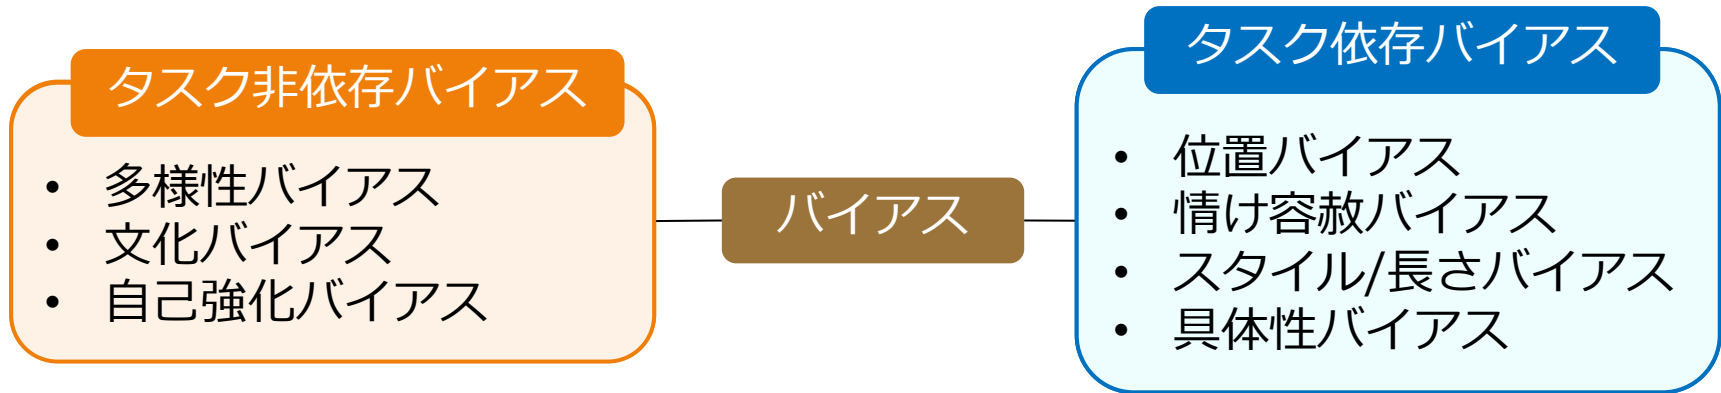 タスク非依存バイアス
• 多様性バイアス
• 文化バイアス
• 自己強化バイアス
バイアス
タスク依存バイアス
• 位置バイアス
• 情け容赦バイアス
• スタイル/長さバイアス
• 具体性バイアス